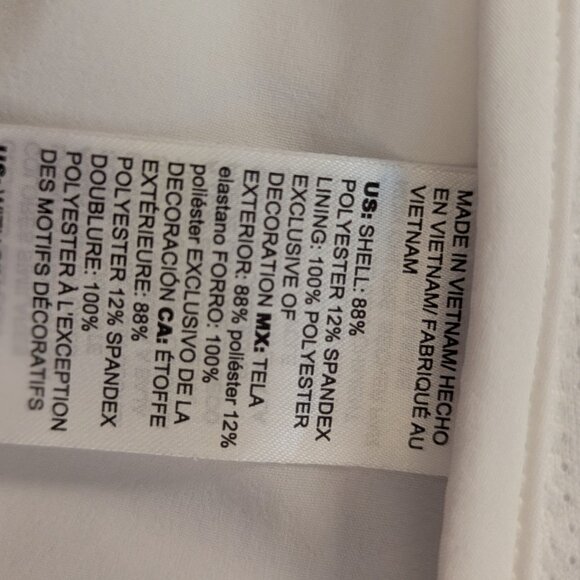 MADE IN VIETNAM/ HECHO
EN VIETNAM/ FABRIQUÉ AU
VIETNAM
US: SHELL: 88%
POLYESTER 12% SPANDEX
LINING: 100% POLYESTER
EXCLUSIVE OF
DECORATION MX: TELA
EXTERIOR: 88% poliéster 12%
elastano FORRO: 100%
poliéster EXCLUSIVO DE LA
DECORACIÓN CA: ÉTOFFE
EXTÉRIEURE: 88%
POLYESTER 12% SPANDEX
DOUBLURE: 100%
POLYESTER À L'EXCEPTION
DES MOTIFS DÉCORATIFS